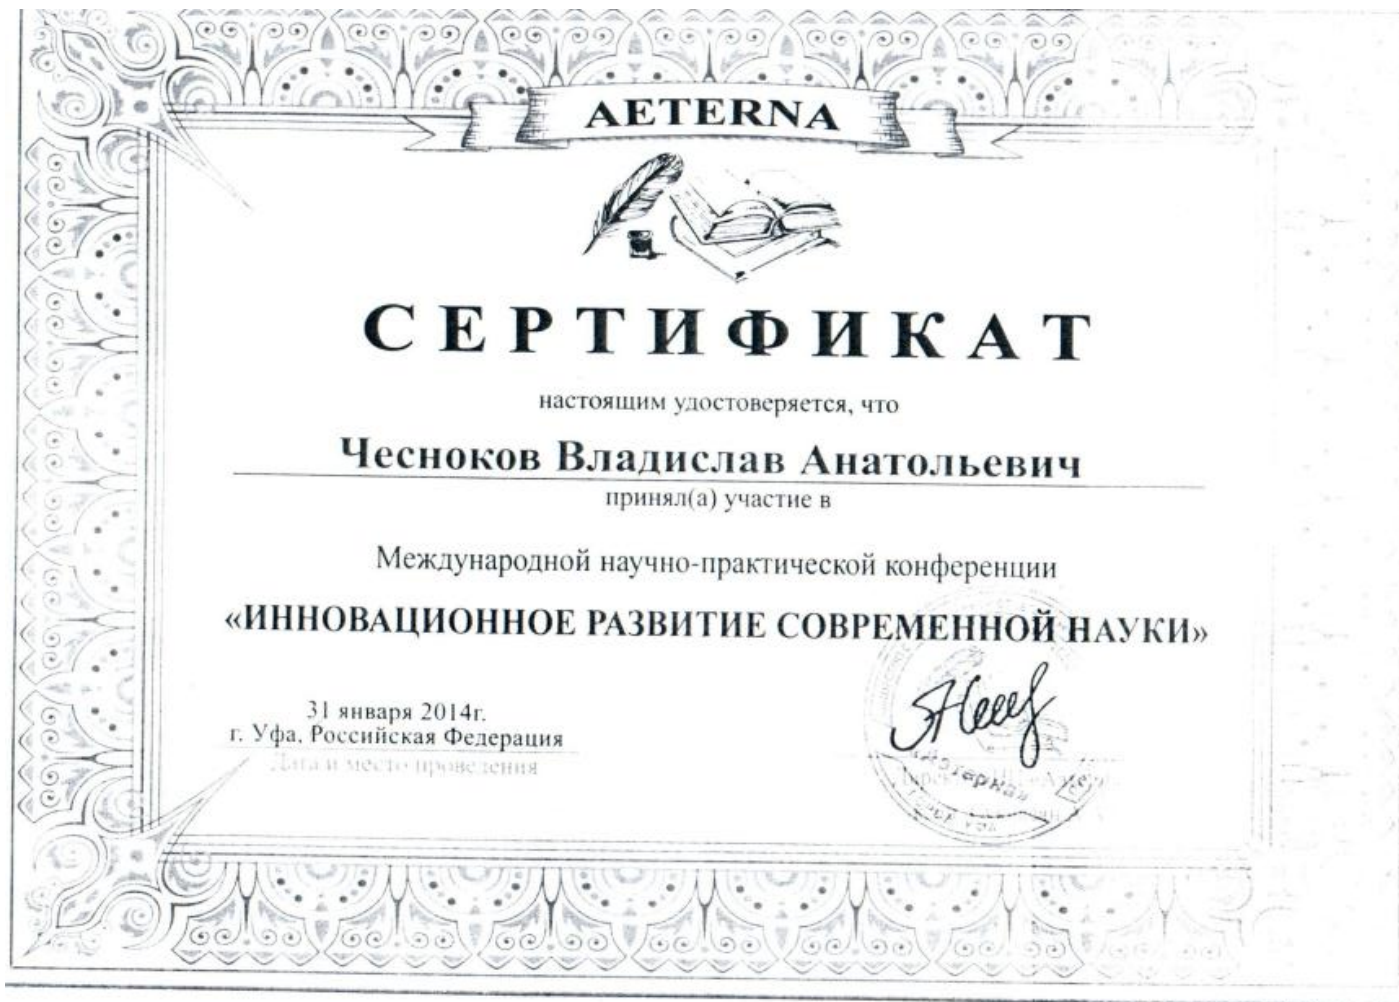 AETERNA
СЕРТИФИКАТ
настоящим удостоверяется, что
Чесноков Владислав Анатольевич
принял(а) участие в
Международной научно-практической конференции
«ИННОВАЦИОННОЕ РАЗВИТИЕ СОВРЕМЕННОЙ НАУКИ»
31 января 2014г.
г. Уфа, Российская Федерация
Дата и место проведения